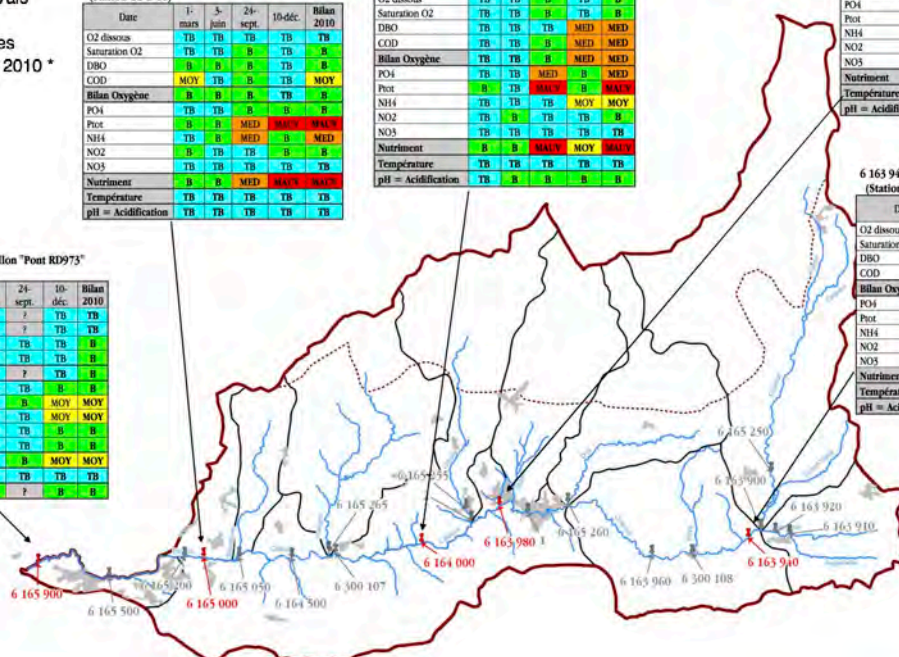 es
2010 *
Date 1-mars 3-juin 24-sept. 10-déc. Bilan 2010
O2 dissous TB TB TB TB TB
Saturation O2 TB TB B TB B
DBO B B B TB B
COD MOY TB B TB MOY
Bilan Oxygène B B B TB B
PO4 TB TB B B B
Ptot B B MED MAUV MAUV
NH4 TB B MED B MED
NO2 B TB TB B B
NO3 TB TB TB TB TB
Nutriment B B MED MAUV MAUV
Température TB TB TB TB TB
pH = Acidification TB TB TB TB TB
Saturation O2 TB TB B TB B
DBO TB TB TB MED MED
COD TB TB B MED MED
Bilan Oxygène TB TB B MED MED
PO4 TB TB MED B MED
Ptot B TB MAUV B MAUV
NH4 TB TB TB MOY MOY
NO2 TB B TB TB B
NO3 TB TB TB TB TB
Nutriment B B MAUV MOY MAUV
Température TB TB TB TB TB
pH = Acidification TB B B B B
PO4
Ptot
NH4
NO2
NO3
Nutriment
Température
pH = Acidifi
6 163 94
(Station
D
O2 dissou
Saturation
DBO
COD
Bilan Oxy
PO4
Ptot
NH4
NO2
NO3
Nutrimen
Températ
pH = Aci
llon "Pont RD973"
24-sept. 10-déc. Bilan 2010
? TB TB
? TB TB
TB TB B
TB TB B
? TB B
TB B B
B MOY MOY
TB MOY MOY
TB B B
TB B B
B MOY MOY
TB TB TB
? B B
6 165 250
6 165 255
6 163 900
6 165 265
6 163 920
6 163 910
6 165 260
6 163 980
6 164 000
6 163 940
6 163 960
6 300 108
6 300 107
6 164 500
6 165 050
6 165 000
6 165 200
6 165 500
6 165 900